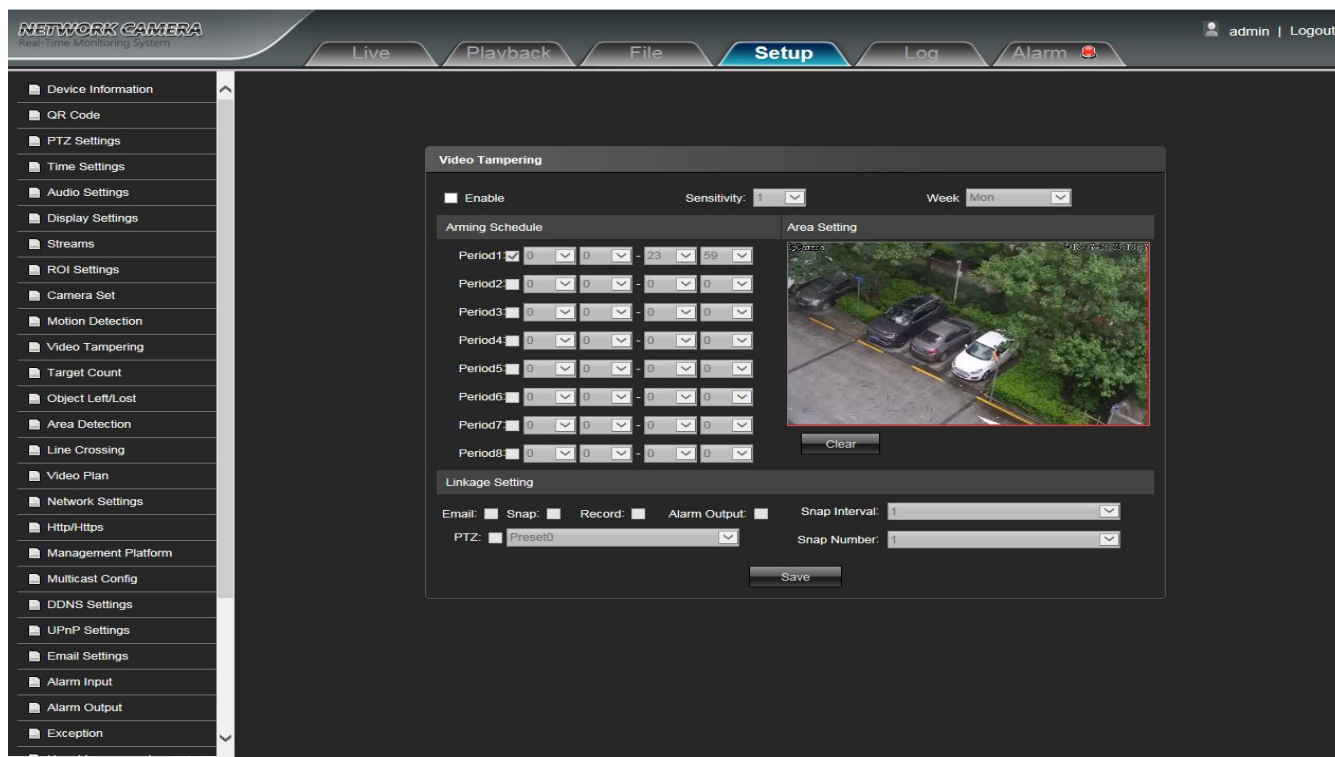 NETWORK CAMERA
Real-Time Monitoring System
Live
Playback
File
Setup
Log
Alarm
admin | Logout
Device Information
QR Code
PTZ Settings
Time Settings
Audio Settings
Display Settings
Streams
ROI Settings
Camera Set
Motion Detection
Video Tampering
Target Count
Object Left/Lost
Area Detection
Line Crossing
Video Plan
Network Settings
Http/Https
Management Platform
Multicast Config
DDNS Settings
UPnP Settings
Email Settings
Alarm Input
Alarm Output
Exception
Video Tampering
Enable Sensitivity: 1 Week Mon
Arming Schedule
Period1: 0 0 - 23 59
Period2: 0 0 - 0 0
Period3: 0 0 - 0 0
Period4: 0 0 - 0 0
Period5: 0 0 - 0 0
Period6: 0 0 - 0 0
Period7: 0 0 - 0 0
Period8: 0 0 - 0 0
Area Setting
IpCamera
Clear
Linkage Setting
Email: Snap: Record: Alarm Output: Snap Interval: 1
PTZ: Preset0 Snap Number: 1
Save